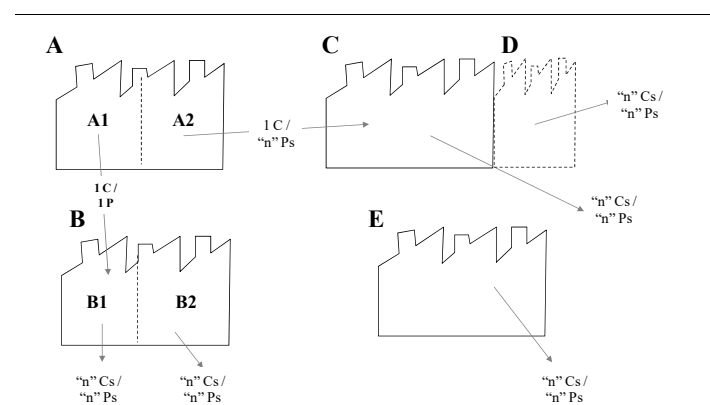 A
C
D
A1
A2
1 C /
“n” Ps
“n” Cs /
“n” Ps
1 C /
1 P
“n” Cs /
“n” Ps
B
E
B1
B2
“n” Cs /
“n” Ps
“n” Cs /
“n” Ps
“n” Cs /
“n” Ps